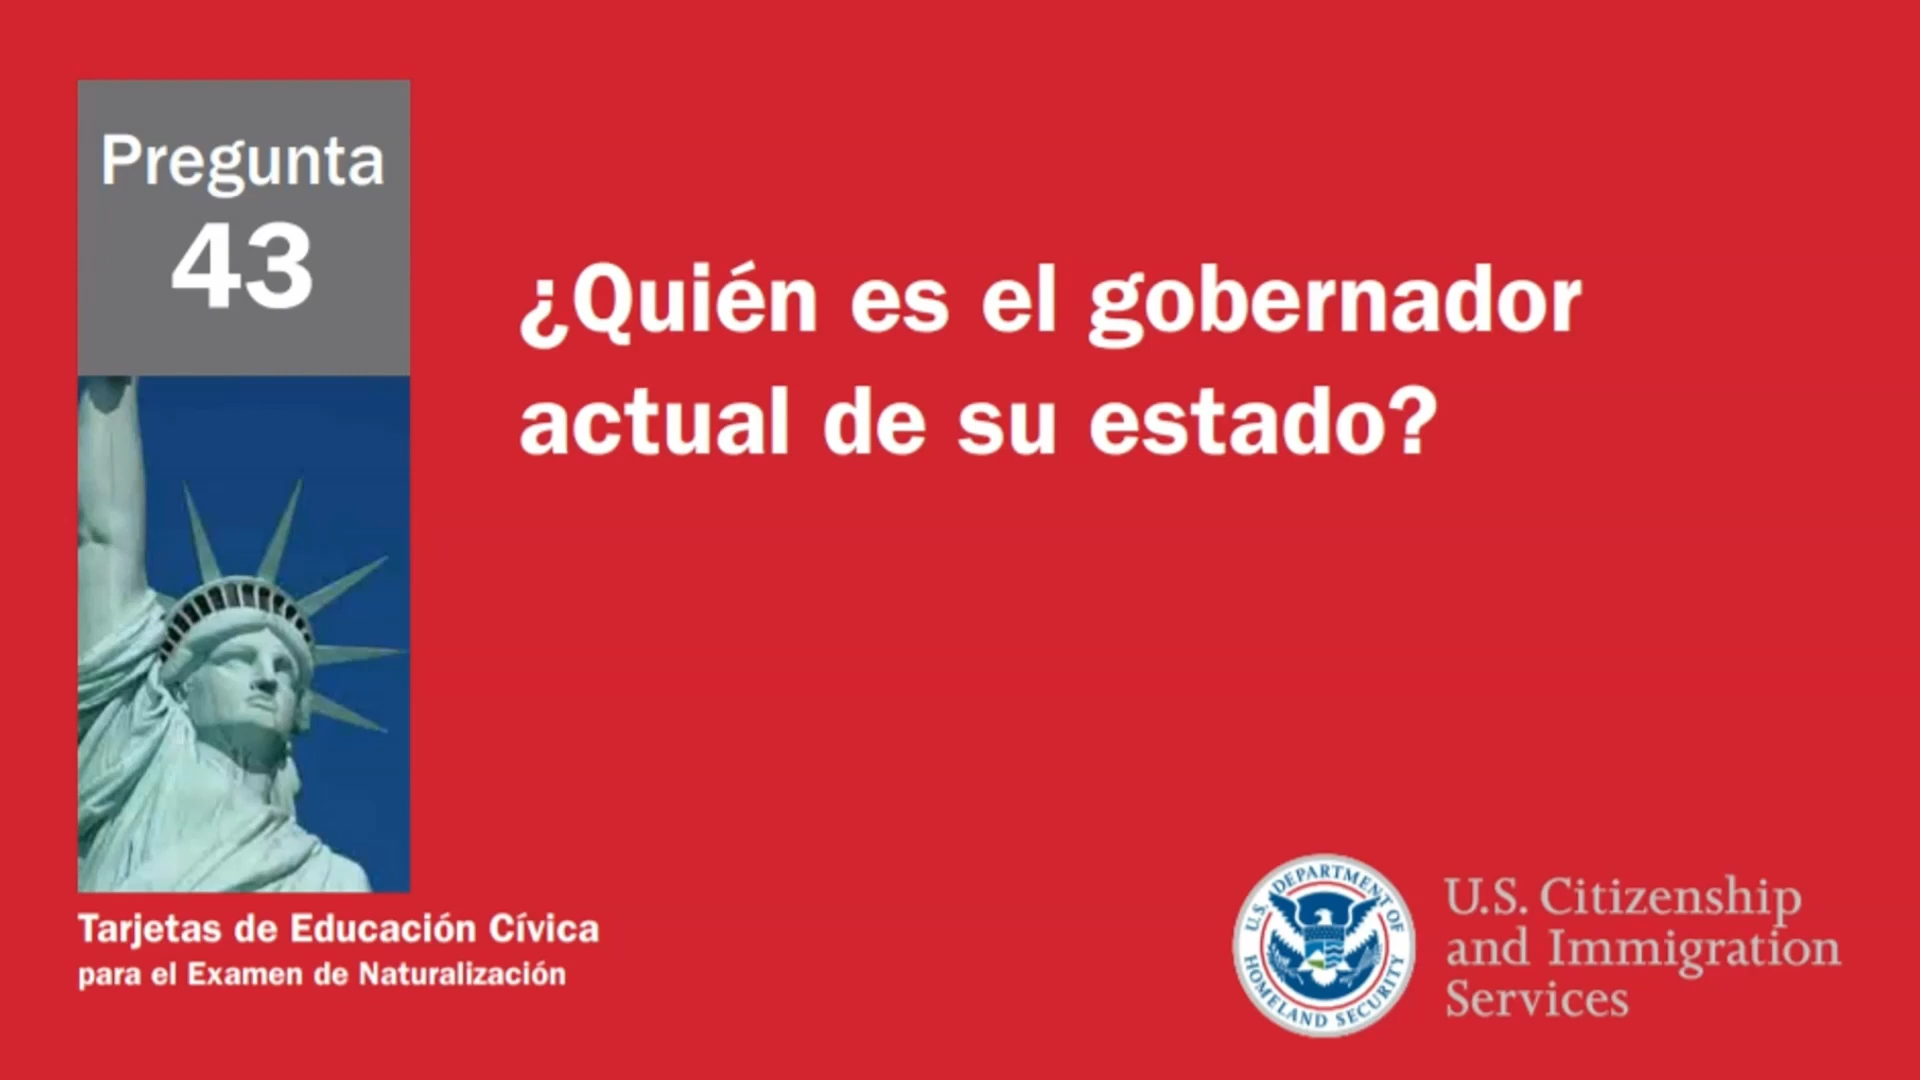 Pregunta
43
¿Quién es el gobernador
actual de su estado?
Tarjetas de Educación Cívica
para el Examen de Naturalización
U.S. DEPARTMENT OF
HOMELAND SECURITY
U.S. Citizenship
and Immigration
Services